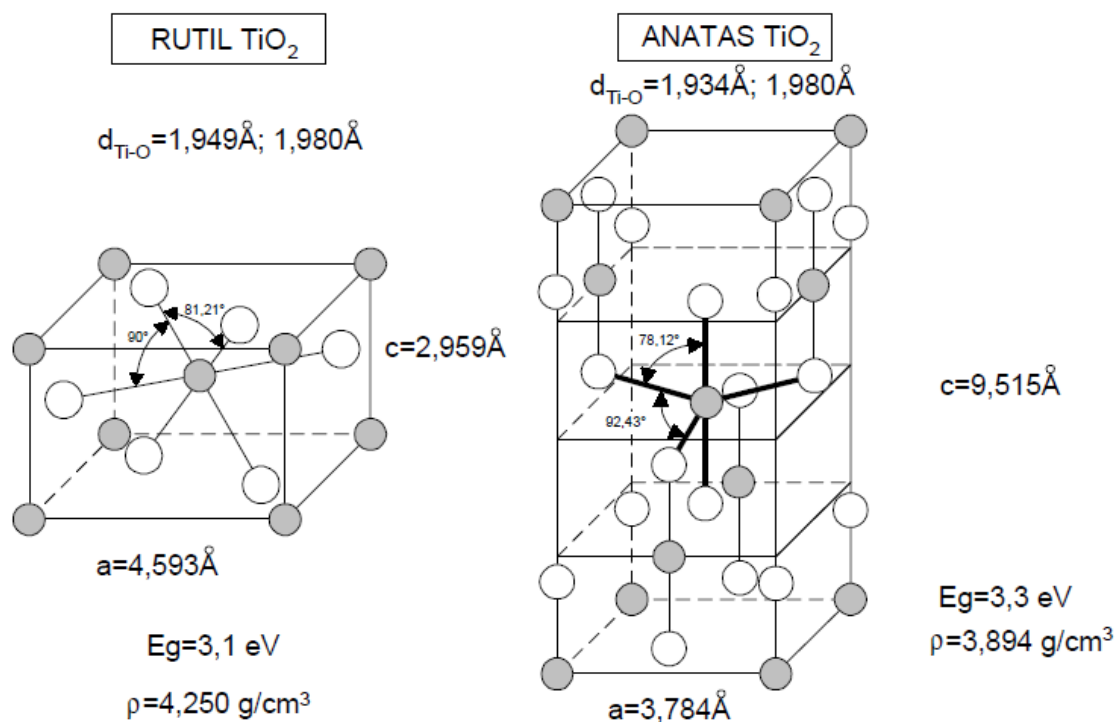 RUTIL TiO₂
d_Ti-O=1,949Å; 1,980Å
81,21°
90°
c=2,959Å
a=4,593Å
Eg=3,1 eV
ρ=4,250 g/cm³
ANATAS TiO₂
d_Ti-O=1,934Å; 1,980Å
78,12°
92,43°
c=9,515Å
Eg=3,3 eV
ρ=3,894 g/cm³
a=3,784Å